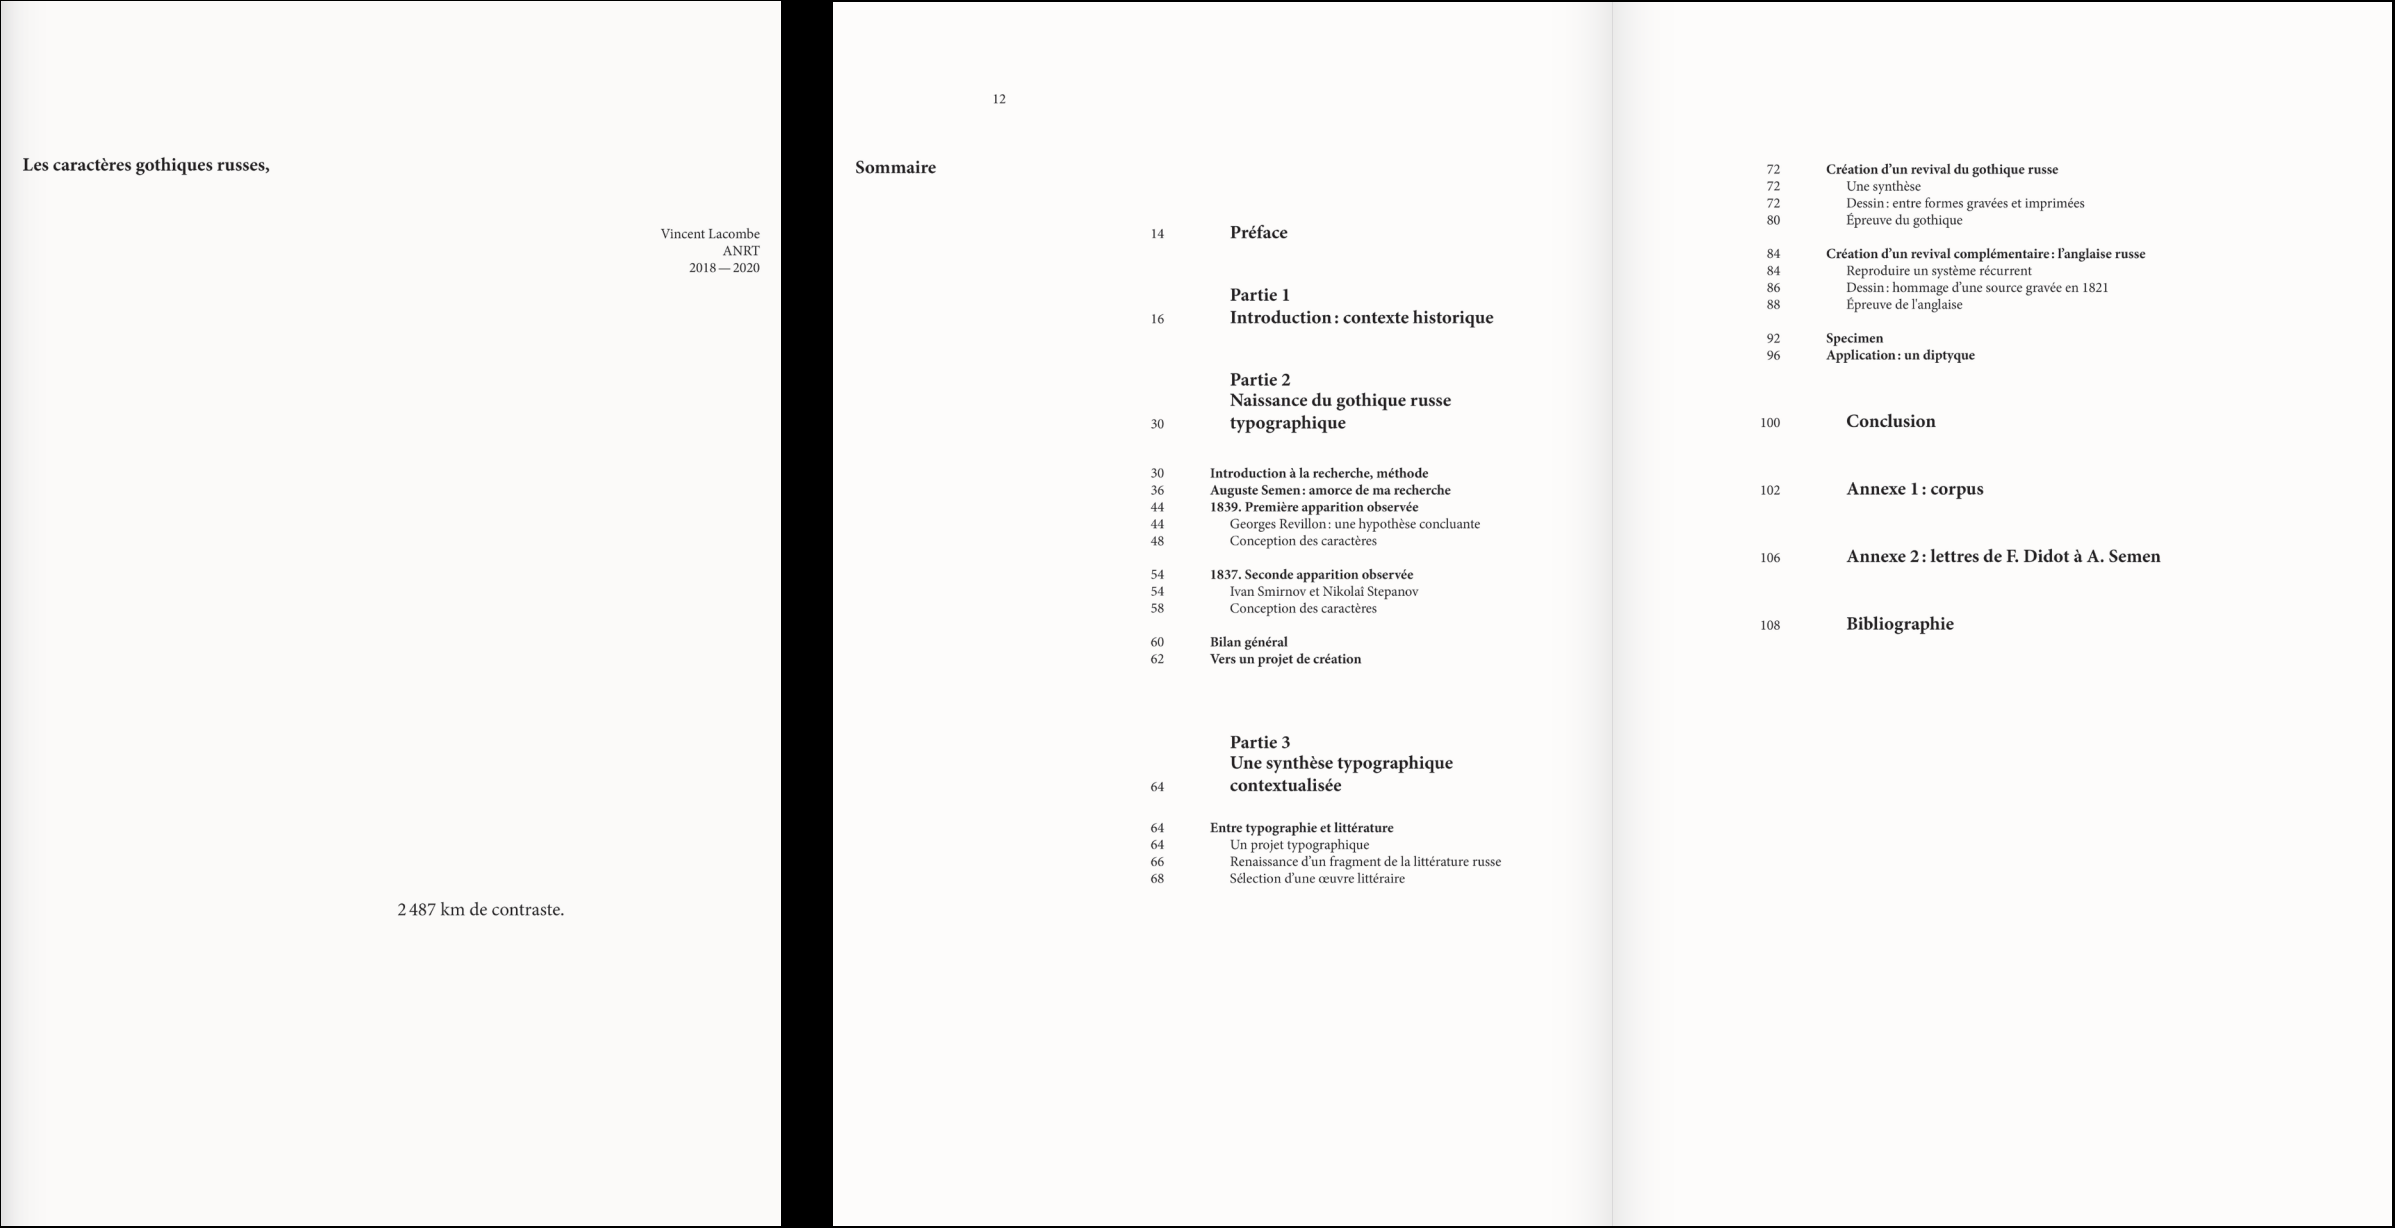 Les caractères gothiques russes,
Vincent Lacombe
ANRT
2018 — 2020
2 487 km de contraste.
12
Sommaire
14 Préface
Partie 1
16 Introduction : contexte historique
Partie 2
Naissance du gothique russe
30 typographique
30 Introduction à la recherche, méthode
36 Auguste Semen : amorce de ma recherche
44 1839. Première apparition observée
44 Georges Revillon : une hypothèse concluante
48 Conception des caractères
54 1837. Seconde apparition observée
54 Ivan Smirnov et Nikolaî Stepanov
58 Conception des caractères
60 Bilan général
62 Vers un projet de création
Partie 3
Une synthèse typographique
64 contextualisée
64 Entre typographie et littérature
64 Un projet typographique
66 Renaissance d’un fragment de la littérature russe
68 Sélection d’une œuvre littéraire
72 Création d’un revival du gothique russe
72 Une synthèse
72 Dessin : entre formes gravées et imprimées
80 Épreuve du gothique
84 Création d’un revival complémentaire : l’anglaise russe
84 Reproduire un système récurrent
86 Dessin : hommage d’une source gravée en 1821
88 Épreuve de l'anglaise
92 Specimen
96 Application : un diptyque
100 Conclusion
102 Annexe 1 : corpus
106 Annexe 2 : lettres de F. Didot à A. Semen
108 Bibliographie